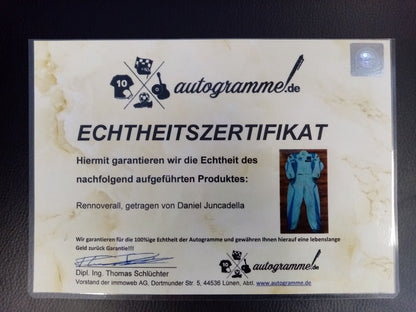 10
autogramme.de
ECHTHEITSZERTIFIKAT
Hiermit garantieren wir die Echtheit des
nachfolgend aufgeführten Produktes:
Rennoverall, getragen von Daniel Juncadella
Wir garantieren für die 100%ige Echtheit der Autogramme und gewähren Ihnen hierauf eine lebenslange
Geld zurück Garantie!!!
Dipl. Ing. Thomas Schlüchter
autogramme.de
Vorstand der immoweb AG, Dortmunder Str. 5, 44536 Lünen, Abtl. www.autogramme.de